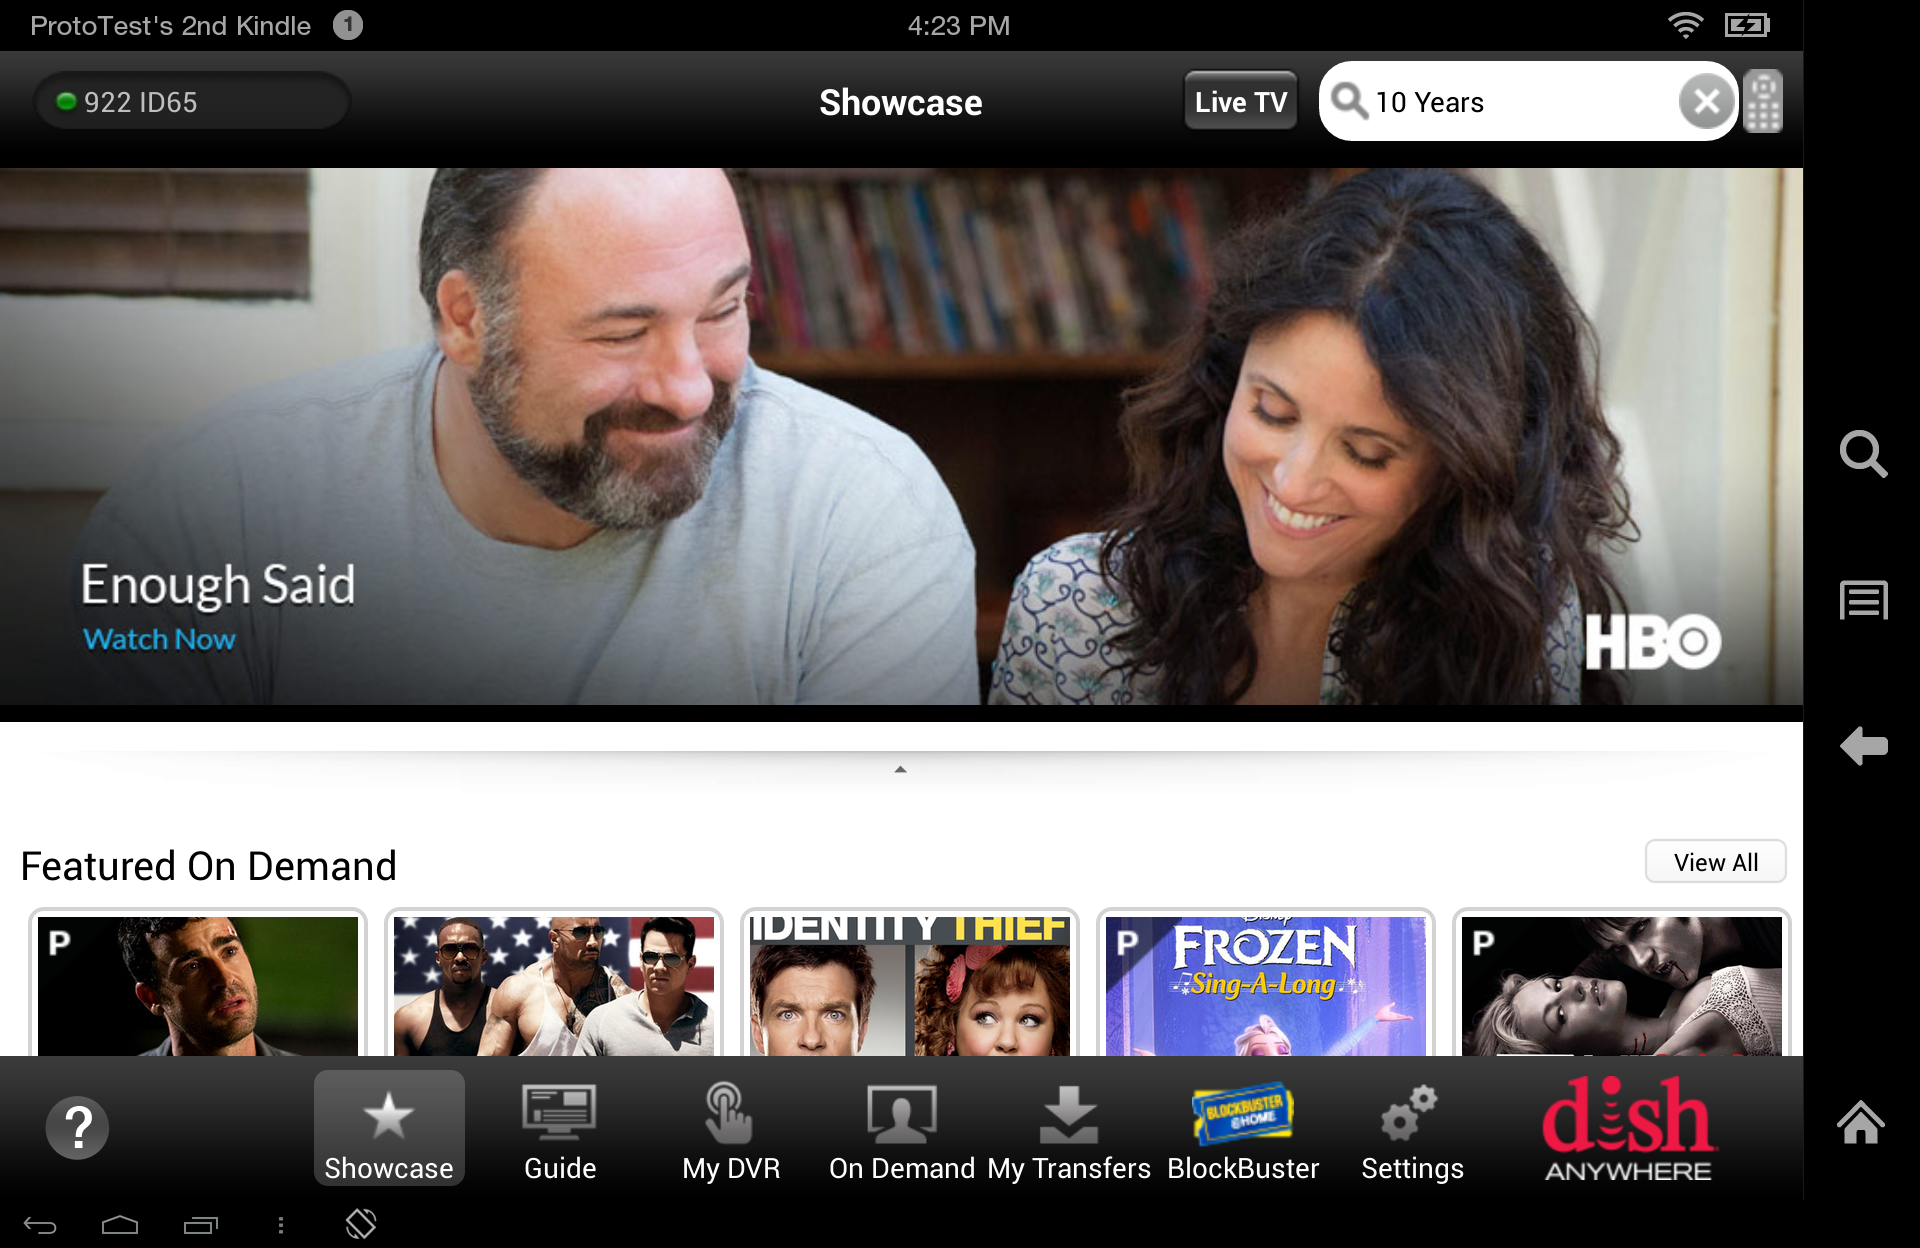 ProtoTest's 2nd Kindle 1
4:23 PM
922 ID65
Showcase
Live TV
10 Years
Enough Said
Watch Now
HBO
Featured On Demand
View All
P
IDENTITY THIEF
P
Disney
FROZEN
Sing-A-Long
P
?
Showcase
Guide
My DVR
On Demand
My Transfers
BLOCKBUSTER
@HOME
BlockBuster
Settings
dish
ANYWHERE